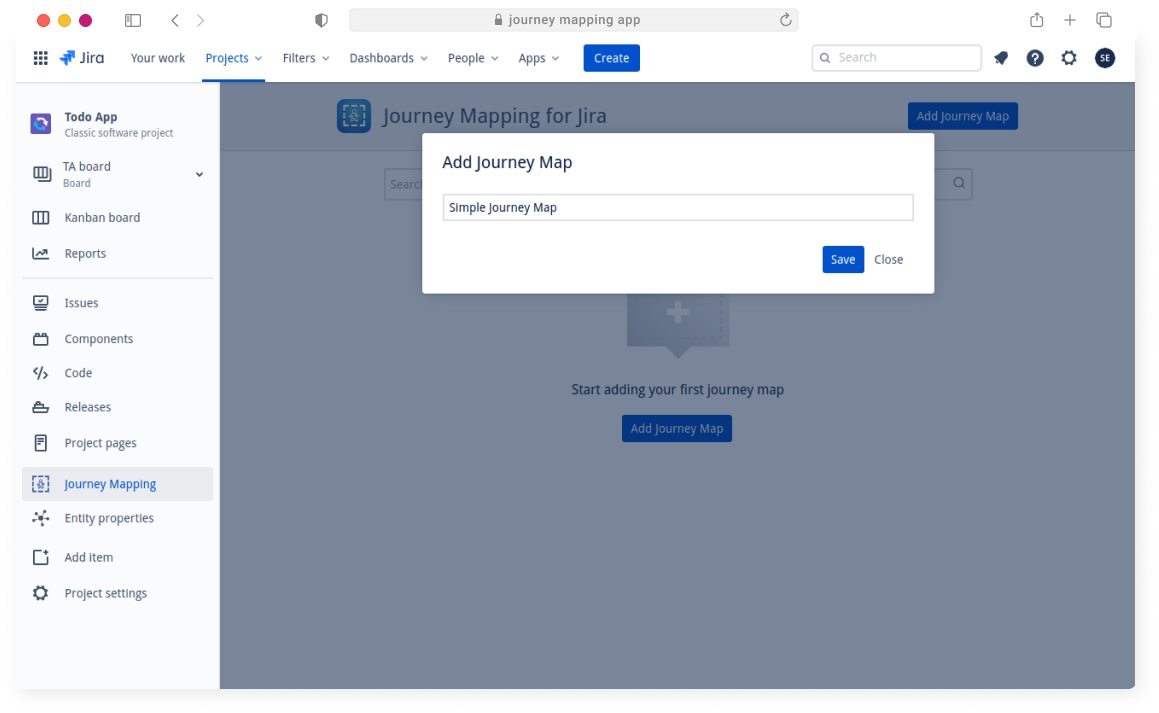 journey mapping app
Jira
Your work
Projects
Filters
Dashboards
People
Apps
Create
Search
SE
Todo App
Classic software project
TA board
Board
Kanban board
Reports
Issues
Components
Code
Releases
Project pages
Journey Mapping
Entity properties
Add item
Project settings
Journey Mapping for Jira
Add Journey Map
Add Journey Map
Simple Journey Map
Save
Close
Start adding your first journey map
Add Journey Map